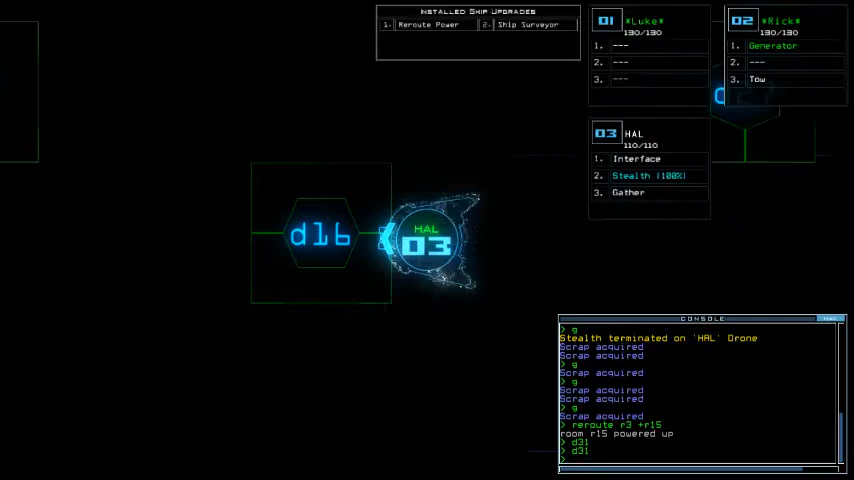 Installed Ship Upgrades
1. Reroute Power 2. Ship Surveyor
01 *Luke*
130/130
1. ---
2. ---
3. ---
02 *Rick*
130/130
1. Generator
2. ---
3. Tow
03 HAL
110/110
1. Interface
2. Stealth (100%)
3. Gather
d16
HAL
03
CONSOLE
> g
Stealth terminated on 'HAL' Drone
Scrap acquired
Scrap acquired
> g
Scrap acquired
> g
Scrap acquired
Scrap acquired
> g
Scrap acquired
> reroute r3 +r15
room r15 powered up
> d31
> d31
>